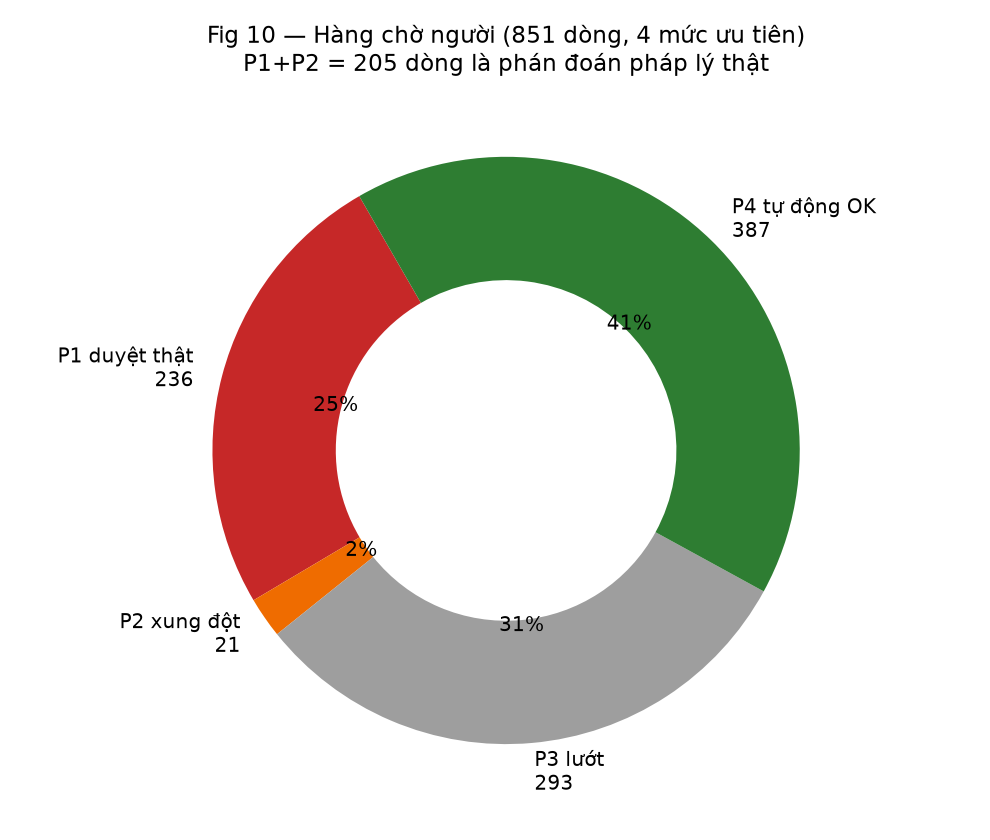 Fig 10 — Hàng chờ người (851 dòng, 4 mức ưu tiên)
P1+P2 = 205 dòng là phán đoán pháp lý thật
P4 tự động OK
387
41%
P1 duyệt thật
236
25%
2%
P2 xung đột
21
31%
P3 lướt
293